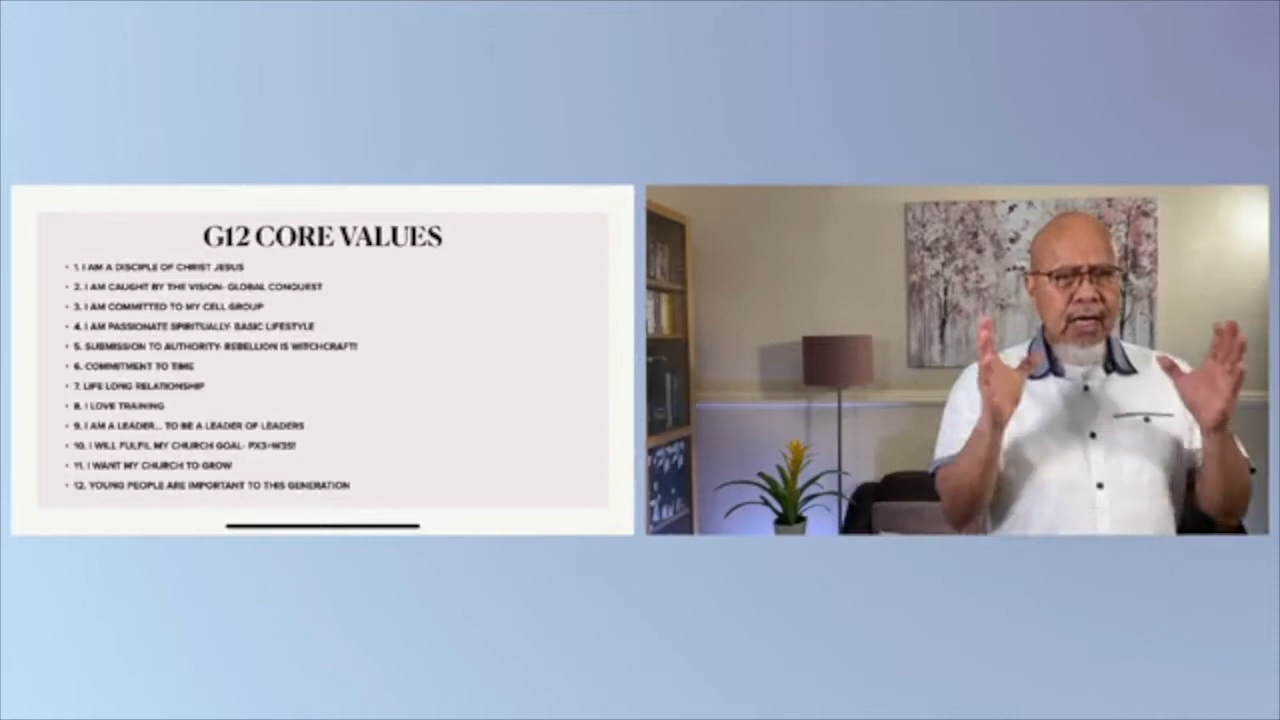 G12 CORE VALUES
• 1. I AM A DISCIPLE OF CHRIST JESUS
• 2. I AM CAUGHT BY THE VISION- GLOBAL CONQUEST
• 3. I AM COMMITTED TO MY CELL GROUP
• 4. I AM PASSIONATE SPIRITUALLY- BASIC LIFESTYLE
• 5. SUBMISSION TO AUTHORITY- REBELLION IS WITCHCRAFT!
• 6. COMMITMENT TO TIME
• 7. LIFE LONG RELATIONSHIP
• 8. I LOVE TRAINING
• 9. I AM A LEADER... TO BE A LEADER OF LEADERS
• 10. I WILL FULFIL MY CHURCH GOAL-
• 11. I WANT MY CHURCH TO GROW
• 12. YOUNG PEOPLE ARE IMPORTANT TO THIS GENERATION